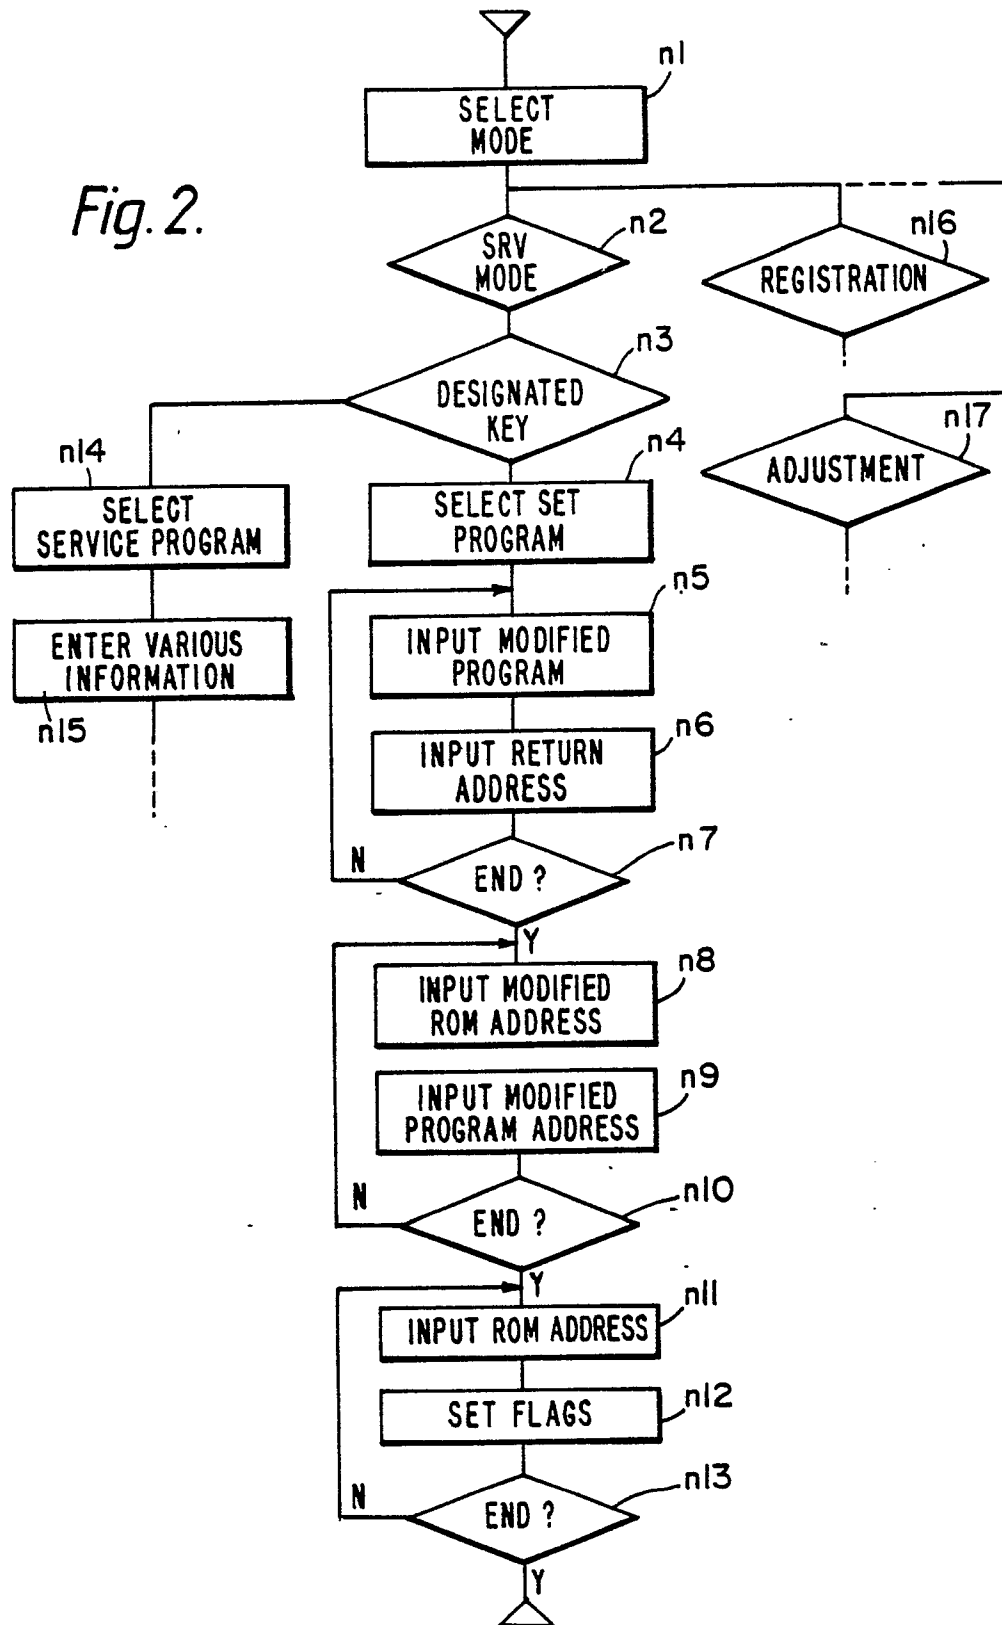 n1
SELECT
MODE
Fig. 2.
n2
SRV
MODE
n16
REGISTRATION
n3
DESIGNATED
KEY
n17
ADJUSTMENT
n14
SELECT
SERVICE PROGRAM
n4
SELECT SET
PROGRAM
n5
INPUT MODIFIED
PROGRAM
ENTER VARIOUS
INFORMATION
n15
n6
INPUT RETURN
ADDRESS
n7
N
END ?
Y
n8
INPUT MODIFIED
ROM ADDRESS
n9
INPUT MODIFIED
PROGRAM ADDRESS
n10
N
END ?
Y
n11
INPUT ROM ADDRESS
n12
SET FLAGS
n13
N
END ?
Y